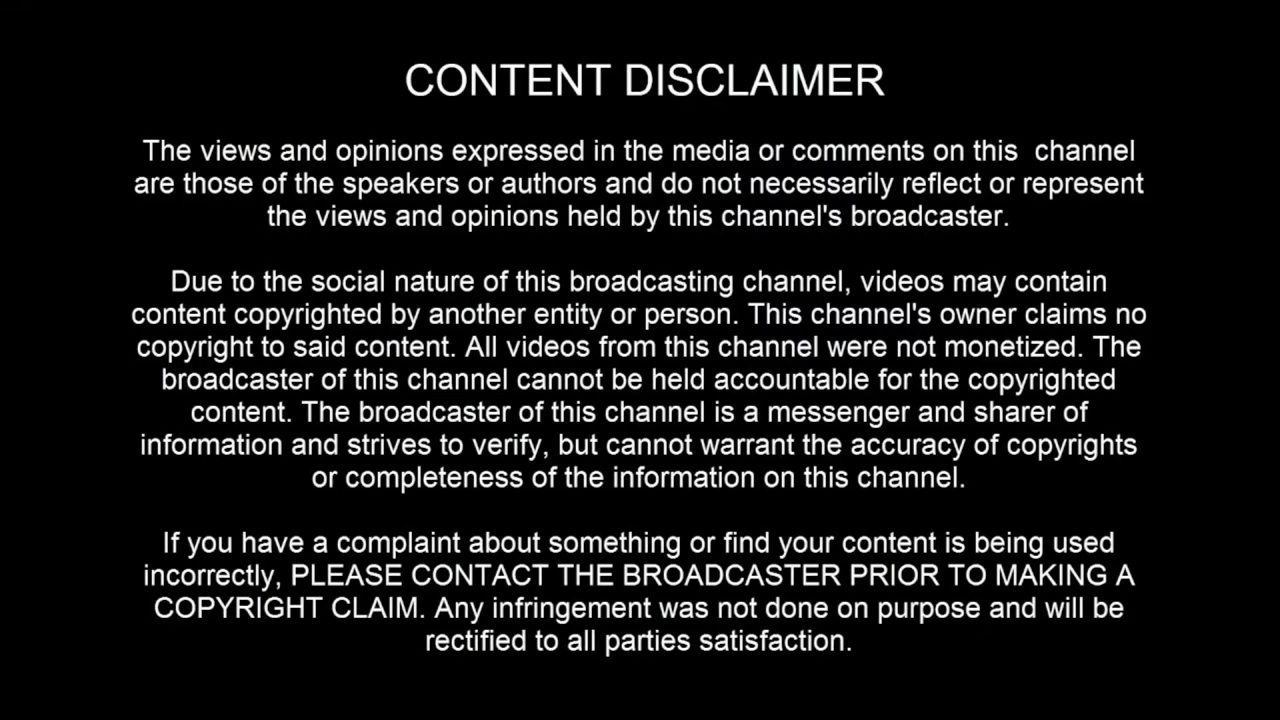 CONTENT DISCLAIMER
The views and opinions expressed in the media or comments on this  channel
are those of the speakers or authors and do not necessarily reflect or represent
the views and opinions held by this channel's broadcaster.
Due to the social nature of this broadcasting channel, videos may contain
content copyrighted by another entity or person. This channel's owner claims no
copyright to said content. All videos from this channel were not monetized. The
broadcaster of this channel cannot be held accountable for the copyrighted
content. The broadcaster of this channel is a messenger and sharer of
information and strives to verify, but cannot warrant the accuracy of copyrights
or completeness of the information on this channel.
If you have a complaint about something or find your content is being used
incorrectly, PLEASE CONTACT THE BROADCASTER PRIOR TO MAKING A
COPYRIGHT CLAIM. Any infringement was not done on purpose and will be
rectified to all parties satisfaction.